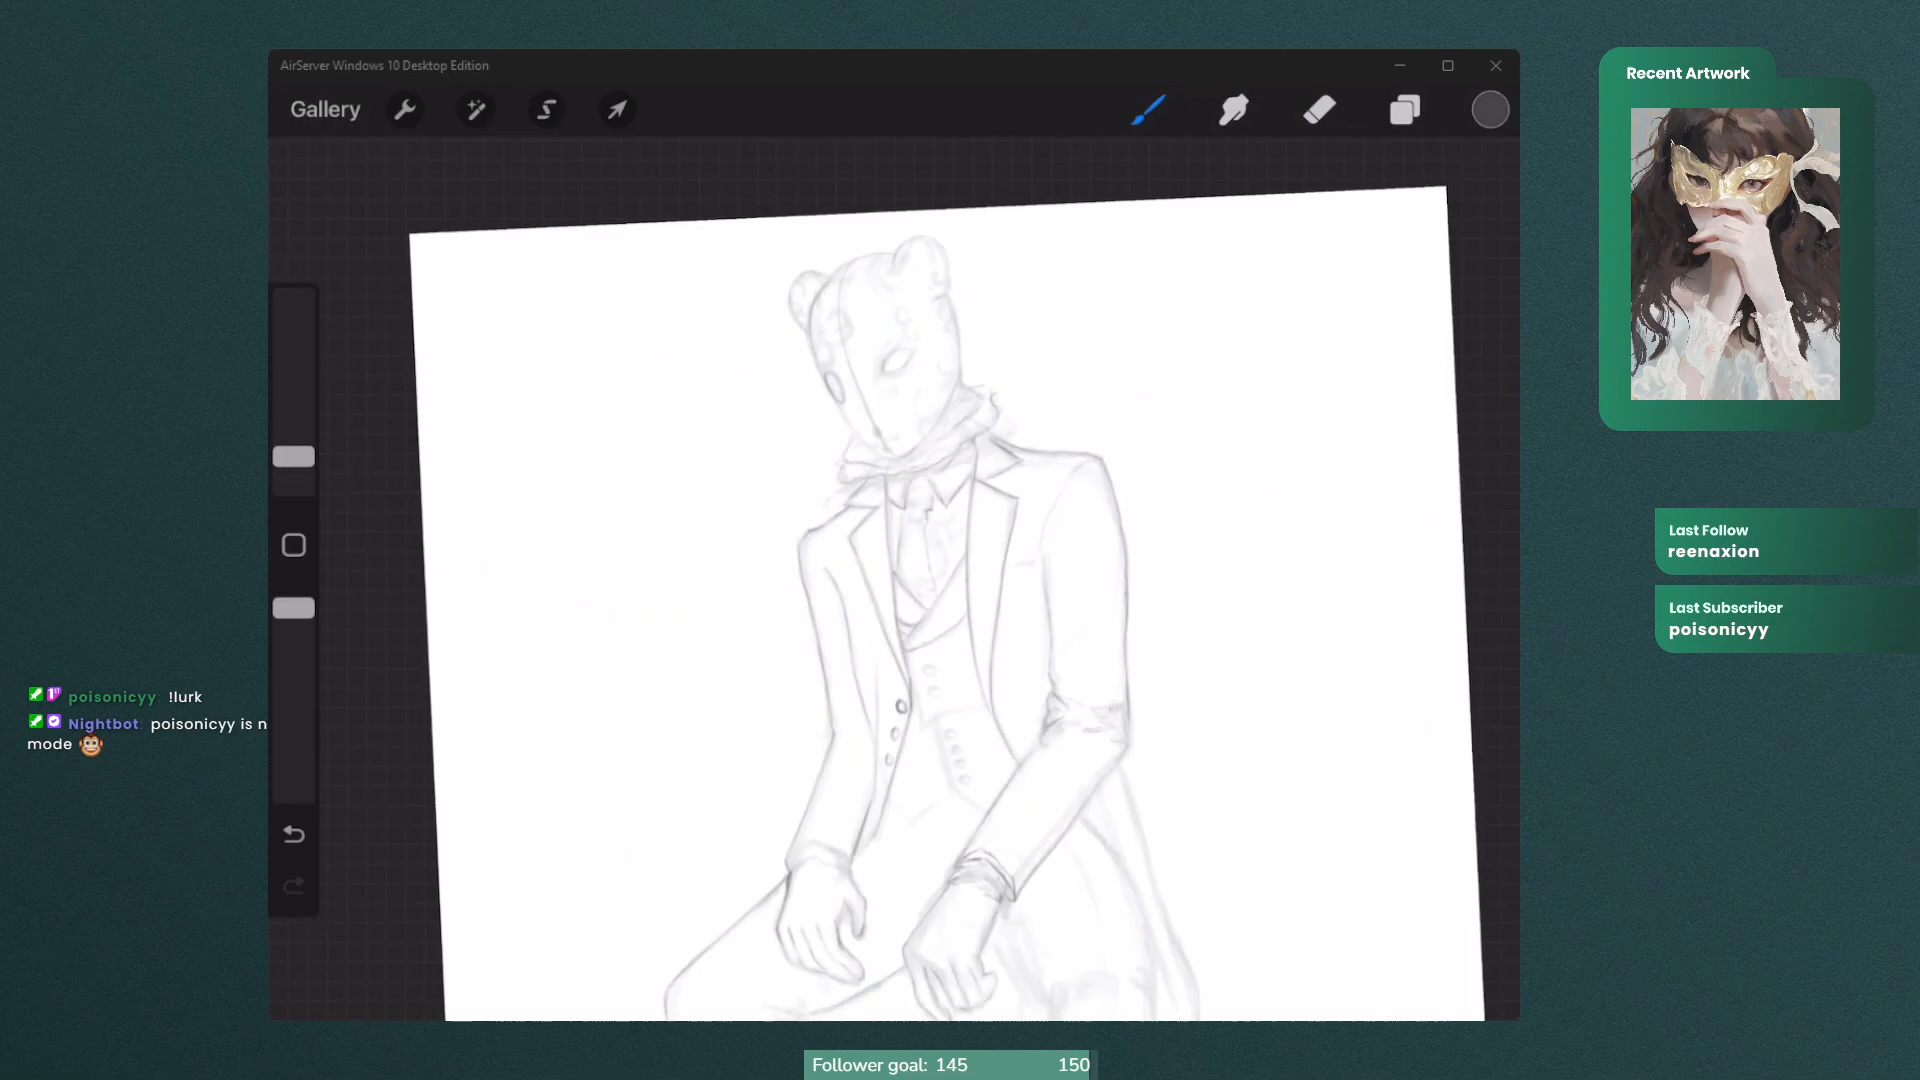 AirServer Windows 10 Desktop Edition
Gallery
Recent Artwork
Last Follow
reenaxion
Last Subscriber
poisonicyy
poisonicyy: !lurk
Nightbot: poisonicyy is n
mode
Follower goal: 145 150